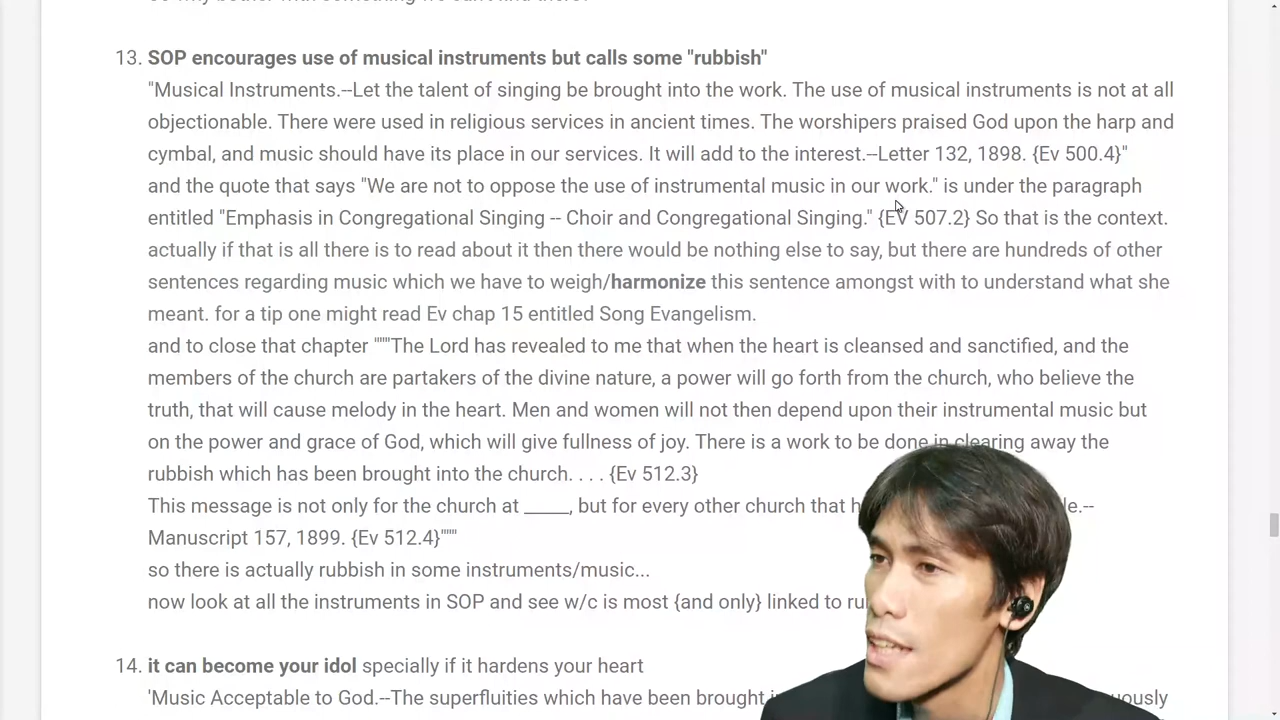 13. SOP encourages use of musical instruments but calls some "rubbish"
"Musical Instruments.--Let the talent of singing be brought into the work. The use of musical instruments is not at all
objectionable. There were used in religious services in ancient times. The worshipers praised God upon the harp and
cymbal, and music should have its place in our services. It will add to the interest.--Letter 132, 1898. {Ev 500.4}"
and the quote that says "We are not to oppose the use of instrumental music in our work." is under the paragraph
entitled "Emphasis in Congregational Singing -- Choir and Congregational Singing." {EV 507.2} So that is the context.
actually if that is all there is to read about it then there would be nothing else to say, but there are hundreds of other
sentences regarding music which we have to weigh/harmonize this sentence amongst with to understand what she
meant. for a tip one might read Ev chap 15 entitled Song Evangelism.
and to close that chapter """The Lord has revealed to me that when the heart is cleansed and sanctified, and the
members of the church are partakers of the divine nature, a power will go forth from the church, who believe the
truth, that will cause melody in the heart. Men and women will not then depend upon their instrumental music but
on the power and grace of God, which will give fullness of joy. There is a work to be done in clearing away the
rubbish which has been brought into the church. . . . {Ev 512.3}
This message is not only for the church at _____, but for every other church that
Manuscript 157, 1899. {Ev 512.4}"""
so there is actually rubbish in some instruments/music...
now look at all the instruments in SOP and see w/c is most {and only} linked to
14. it can become your idol specially if it hardens your heart
'Music Acceptable to God.--The superfluities which have been brought